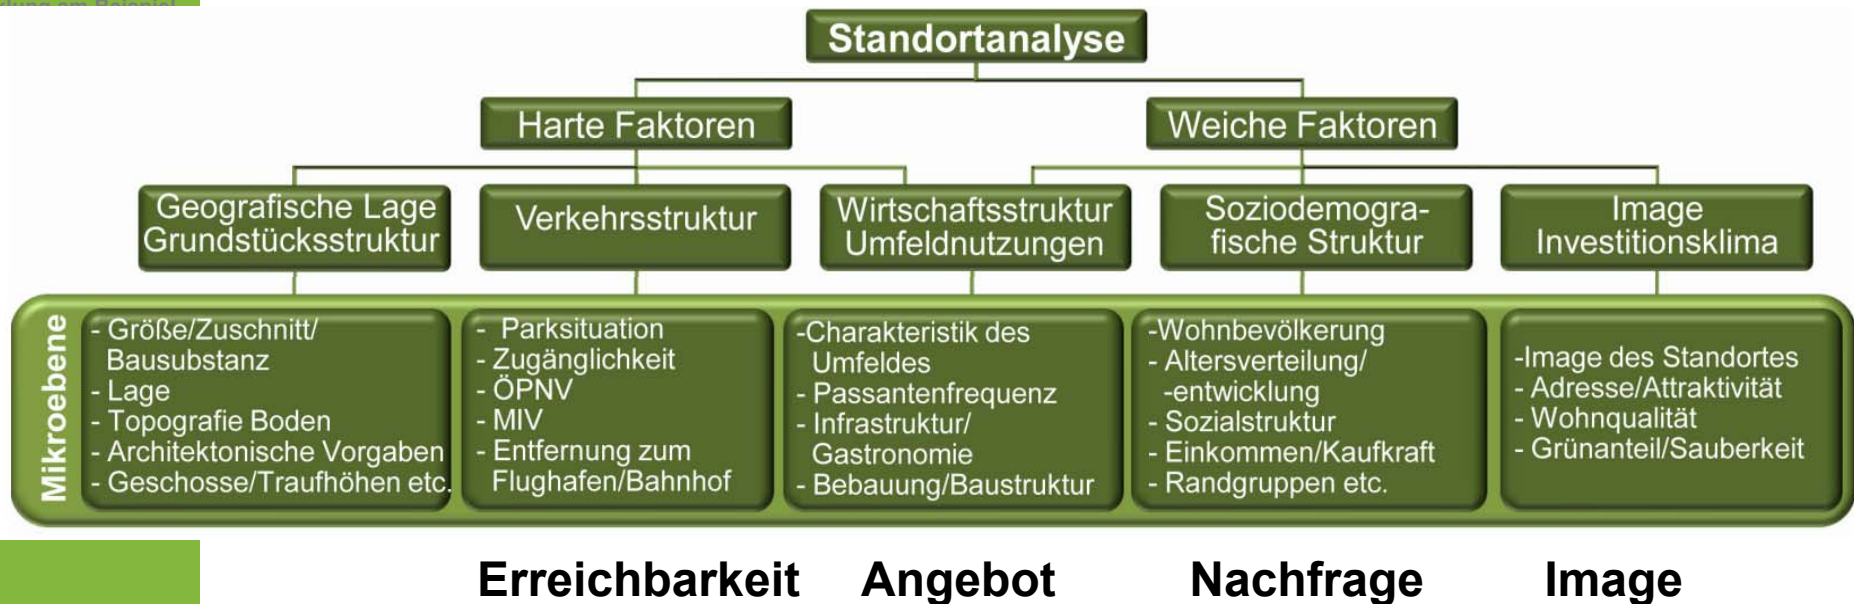 Standortanalyse
Harte Faktoren
Weiche Faktoren
Geografische Lage
Grundstücksstruktur
Verkehrsstruktur
Wirtschaftsstruktur
Umfeldnutzungen
Soziodemogra-
fische Struktur
Image
Investitionsklima
Mikroebene
- Größe/Zuschnitt/
Bausubstanz
- Lage
- Topografie Boden
- Architektonische Vorgaben
- Geschosse/Traufhöhen etc.
- Parksituation
- Zugänglichkeit
- ÖPNV
- MIV
- Entfernung zum
Flughafen/Bahnhof
-Charakteristik des
Umfeldes
- Passantenfrequenz
- Infrastruktur/
Gastronomie
- Bebauung/Baustruktur
-Wohnbevölkerung
- Altersverteilung/
-entwicklung
- Sozialstruktur
- Einkommen/Kaufkraft
- Randgruppen etc.
-Image des Standortes
- Adresse/Attraktivität
- Wohnqualität
- Grünanteil/Sauberkeit
Erreichbarkeit
Angebot
Nachfrage
Image